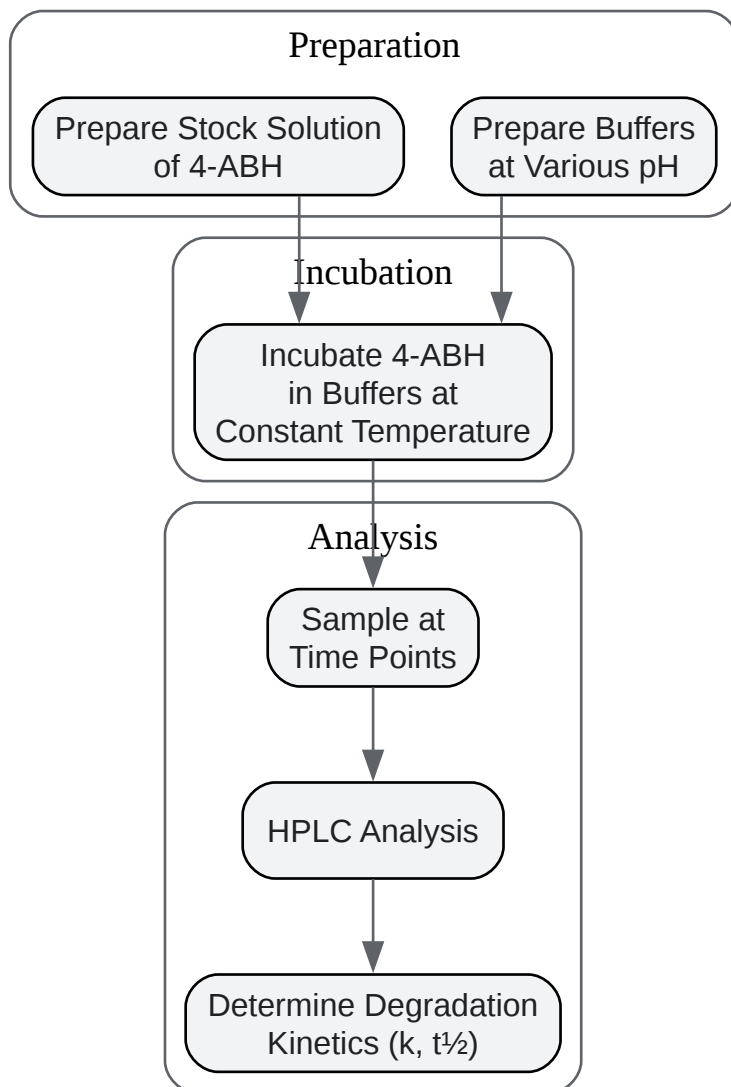 Preparation
Prepare Stock Solution
of 4-ABH
Prepare Buffers
at Various pH
Incubation
Incubate 4-ABH
in Buffers at
Constant Temperature
Analysis
Sample at
Time Points
HPLC Analysis
Determine Degradation
Kinetics (k, t½)